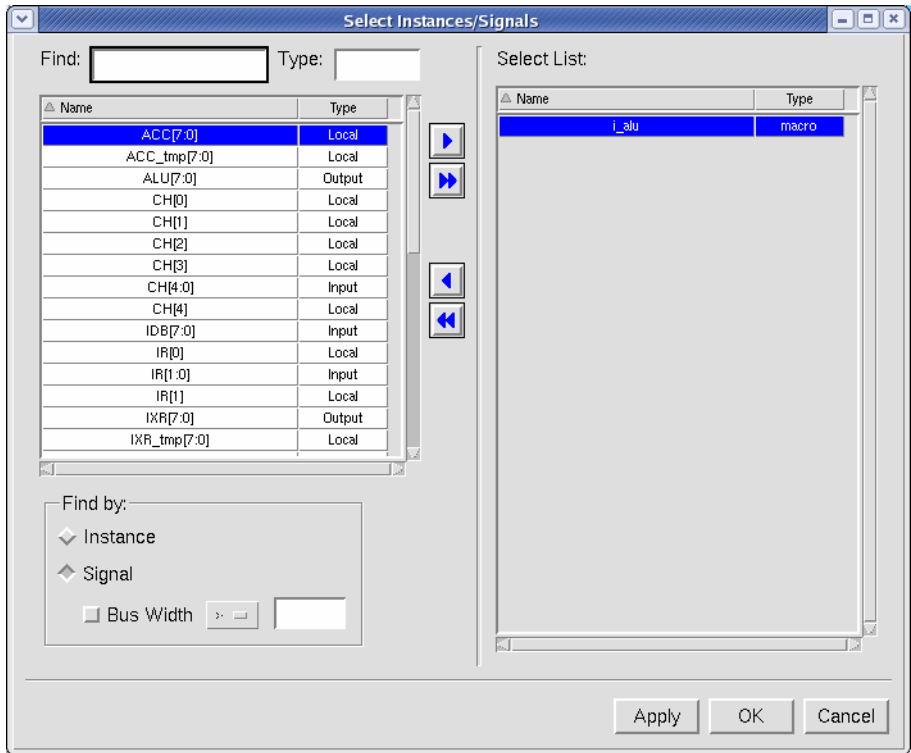 Select Instances/Signals
Find: Type:
Name Type
ACC[7:0] Local
ACC_tmp[7:0] Local
ALU[7:0] Output
CH[0] Local
CH[1] Local
CH[2] Local
CH[3] Local
CH[4:0] Input
CH[4] Local
IDB[7:0] Input
IR[0] Local
IR[1:0] Input
IR[1] Local
IXR[7:0] Output
IXR_tmp[7:0] Local
Find by:
Instance
Signal
Bus Width >
Select List:
Name Type
i_alu macro
Apply OK Cancel